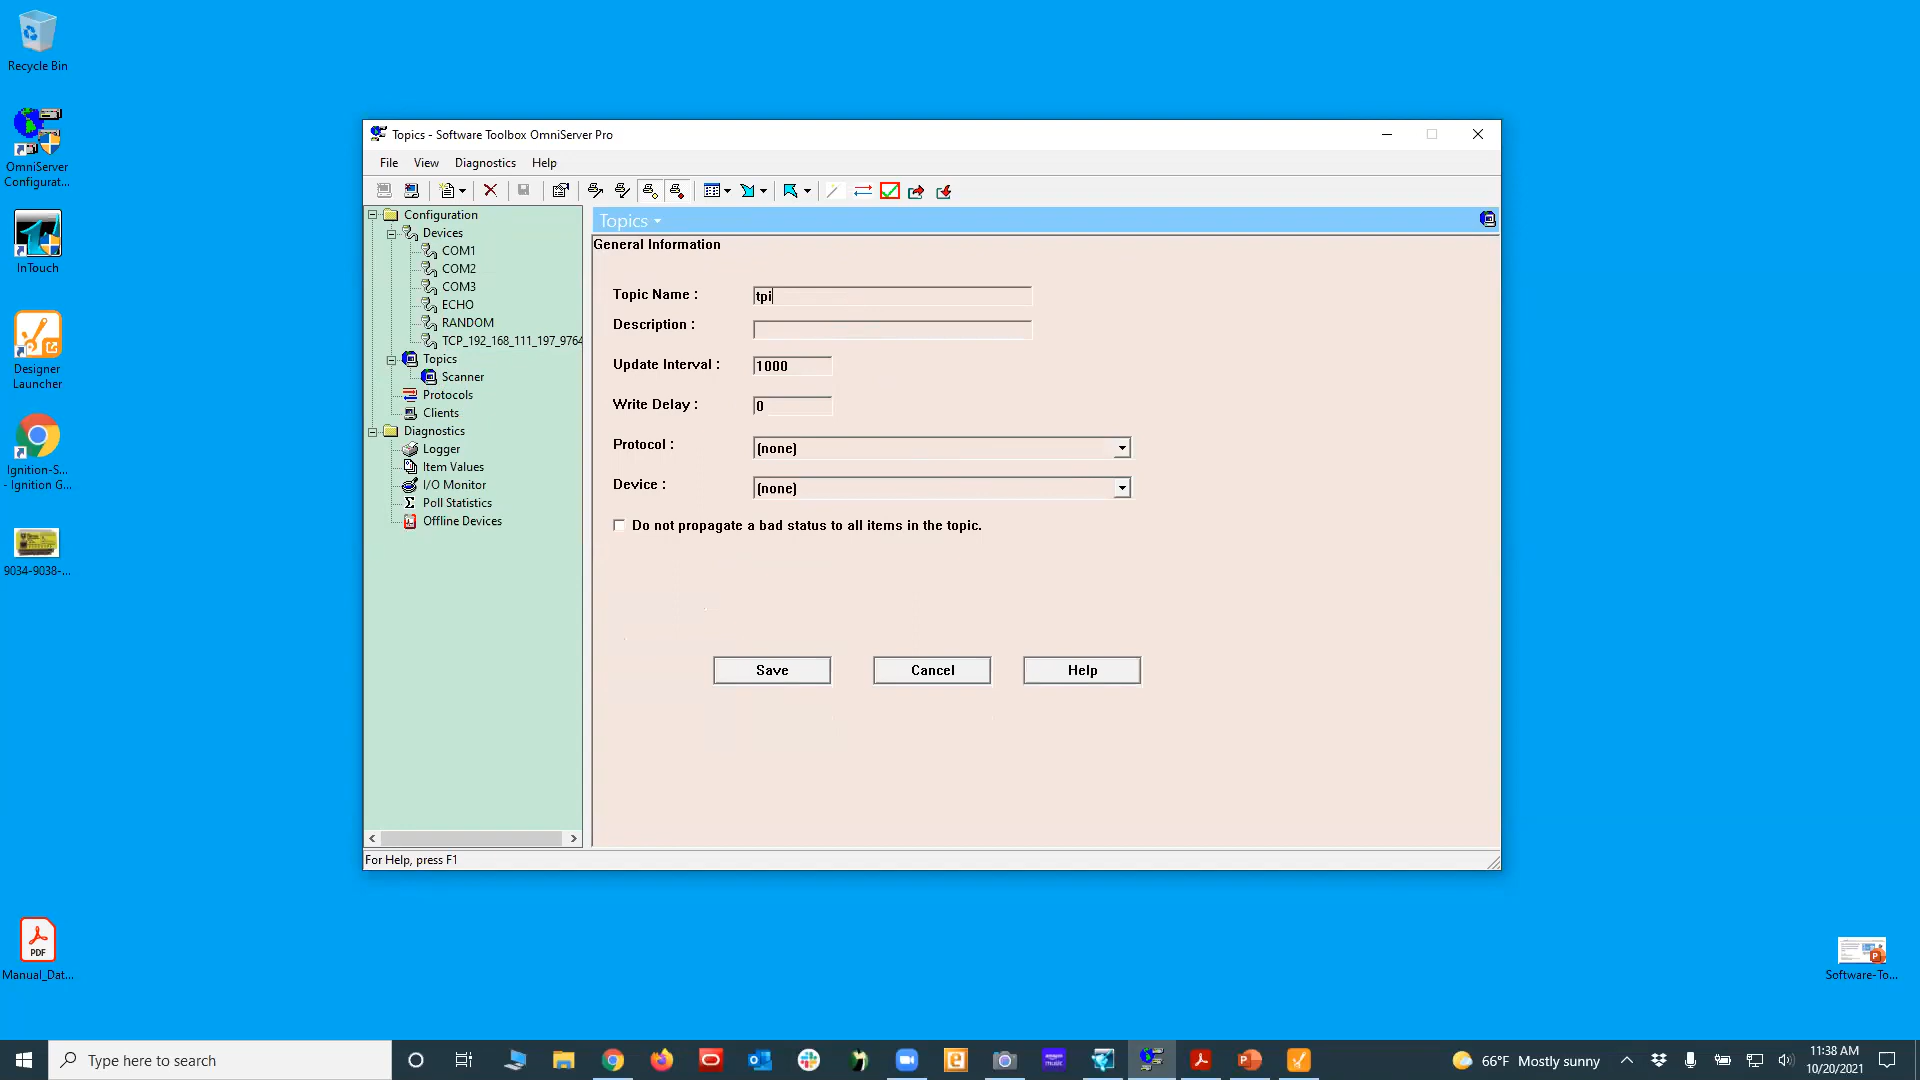 Recycle Bin
OmniServer
Configurat...
InTouch
Designer
Launcher
Ignition-S...
- Ignition G...
9034-9038-...
PDF
Manual_Dat...
Topics - Software Toolbox OmniServer Pro
File View Diagnostics Help
Configuration
Devices
COM1
COM2
COM3
ECHO
RANDOM
TCP_192_168_111_197_9764
Topics
Scanner
Protocols
Clients
Diagnostics
Logger
Item Values
I/O Monitor
Poll Statistics
Offline Devices
Topics
General Information
Topic Name : tpi
Description :
Update Interval : 1000
Write Delay : 0
Protocol : (none)
Device : (none)
Do not propagate a bad status to all items in the topic.
Save Cancel Help
For Help, press F1
Software-To...
Type here to search
66°F Mostly sunny
11:38 AM
10/20/2021